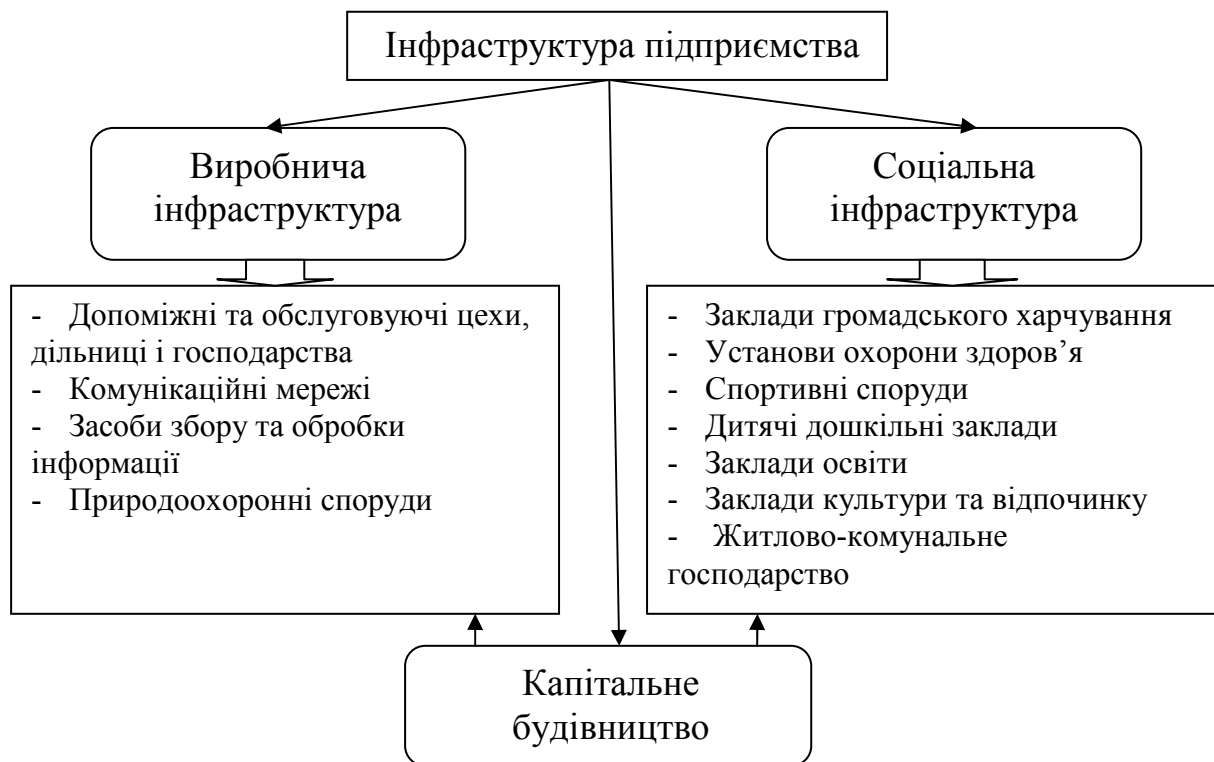 Інфраструктура підприємства
Виробнича
інфраструктура
Соціальна
інфраструктура
- Допоміжні та обслуговуючі цехи,
дільниці і господарства
- Комунікаційні мережі
- Засоби збору та обробки
інформації
- Природоохоронні споруди
- Заклади громадського харчування
- Установи охорони здоров’я
- Спортивні споруди
- Дитячі дошкільні заклади
- Заклади освіти
- Заклади культури та відпочинку
- Житлово-комунальне
господарство
Капітальне
будівництво